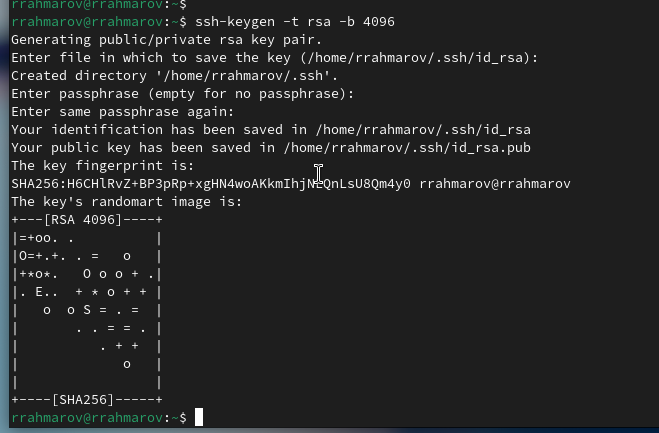 rrahmarov@rrahmarov:~$
rrahmarov@rrahmarov:~$ ssh-keygen -t rsa -b 4096
Generating public/private rsa key pair.
Enter file in which to save the key (/home/rrahmarov/.ssh/id_rsa):
Created directory '/home/rrahmarov/.ssh'.
Enter passphrase (empty for no passphrase):
Enter same passphrase again:
Your identification has been saved in /home/rrahmarov/.ssh/id_rsa
Your public key has been saved in /home/rrahmarov/.ssh/id_rsa.pub
The key fingerprint is:
rrahmarov@rrahmarov
The key's randomart image is:
+---[RSA 4096]----+
|=+oo. .          |
|O=+.+. . =   o   |
|+*o*.   O o o + .|
|. E..  + * o + + |
|   o  o S = . =  |
|       . . = = . |
|          . + +  |
|             o   |
|                 |
+----[SHA256]-----+
rrahmarov@rrahmarov:~$